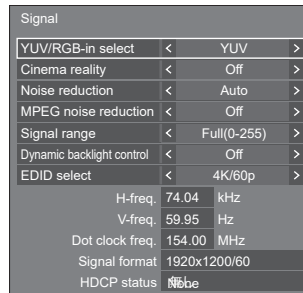 Signal
YUV/RGB-in select < YUV >
Cinema reality < Off >
Noise reduction < Auto >
MPEG noise reduction < Off >
Signal range < Full(0-255) >
Dynamic backlight control < Off >
EDID select < 4K/60p >
H-freq. 74.04 kHz
V-freq. 59.95 Hz
Dot clock freq. 154.00 MHz
Signal format 1920x1200/60
HDCP status None